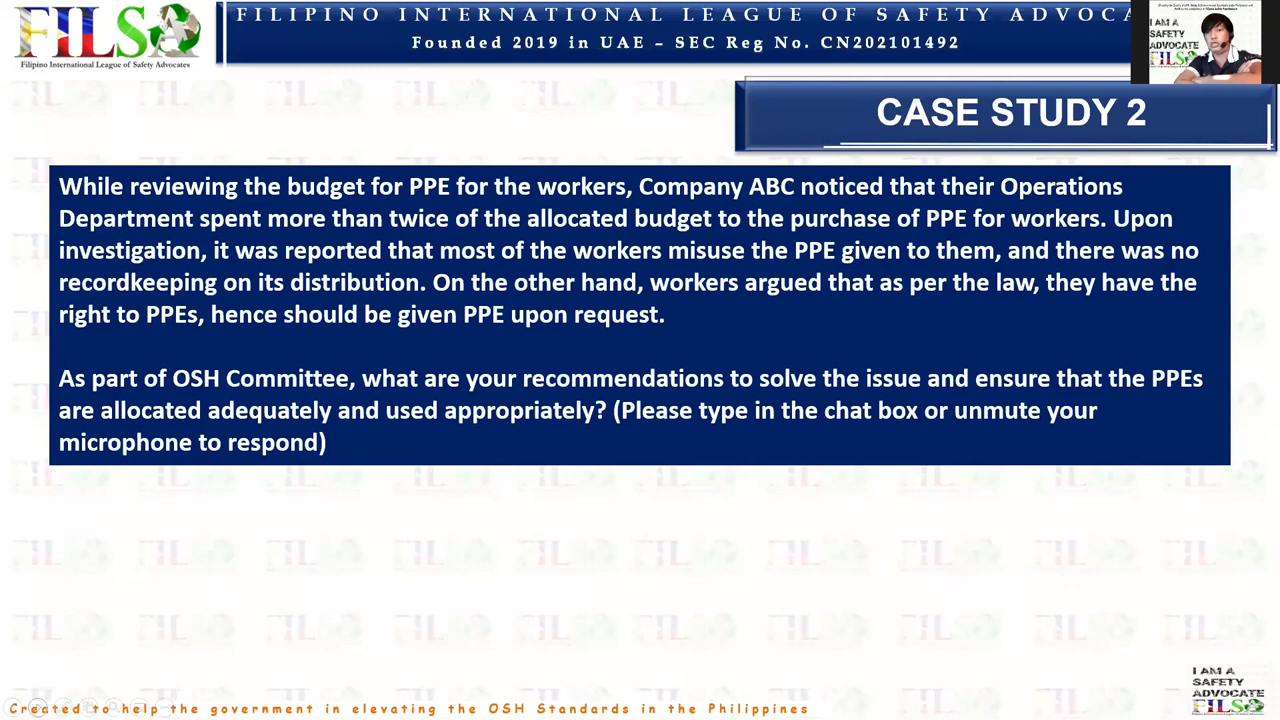 FILSA
Filipino International League of Safety Advocates
FILIPINO INTERNATIONAL LEAGUE OF SAFETY ADVOCA
Founded 2019 in UAE – SEC Reg No. CN202101492
I AM A
SAFETY
ADVOCATE
FILS
CASE STUDY 2
While reviewing the budget for PPE for the workers, Company ABC noticed that their Operations
Department spent more than twice of the allocated budget to the purchase of PPE for workers. Upon
investigation, it was reported that most of the workers misuse the PPE given to them, and there was no
recordkeeping on its distribution. On the other hand, workers argued that as per the law, they have the
right to PPEs, hence should be given PPE upon request.
As part of OSH Committee, what are your recommendations to solve the issue and ensure that the PPEs
are allocated adequately and used appropriately? (Please type in the chat box or unmute your
microphone to respond)
I AM A
SAFETY
ADVOCATE
FILSA
Created to help the government in elevating the OSH Standards in the Philippines